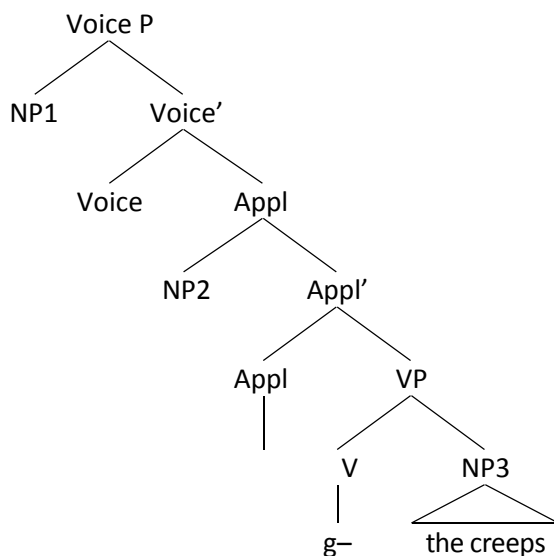 Voice P
NP1 Voice’
Voice Appl
NP2 Appl’
Appl VP
V NP3
g– the creeps